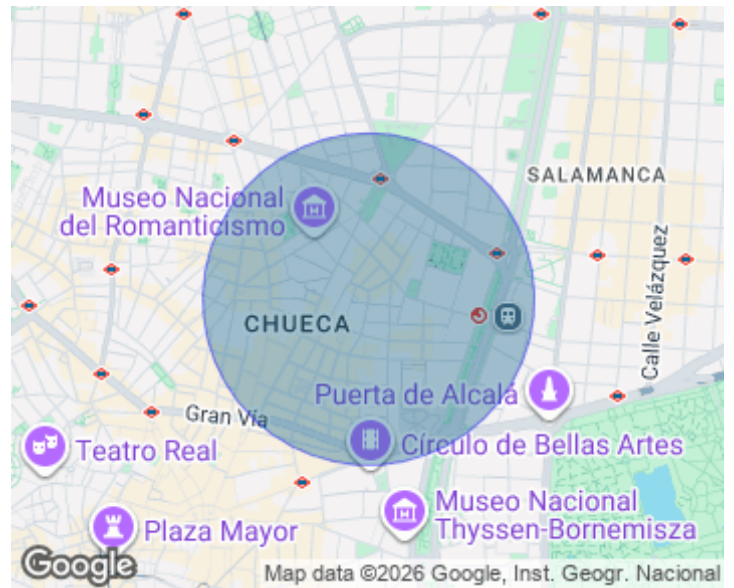 SALAMANCA
Museo Nacional
del Romanticismo
Calle Velázquez
CHUECA
Puerta de Alcalá
Gran Vía
Círculo de Bellas Artes
Teatro Real
Museo Nacional
Thyssen-Bornemisza
Plaza Mayor
Google
Map data ©2026 Google, Inst. Geogr. Nacional